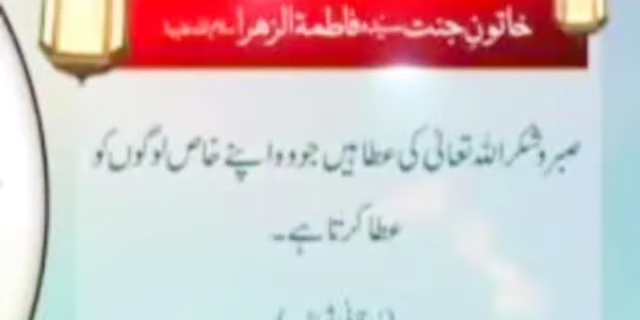 خاتونِ جنت سیدہ فاطمۃ الزھرا
صبر و شکر اللہ تعالیٰ کی عطا ہیں جو وہ اپنے خاص لوگوں کو
عطا کرتا ہے۔